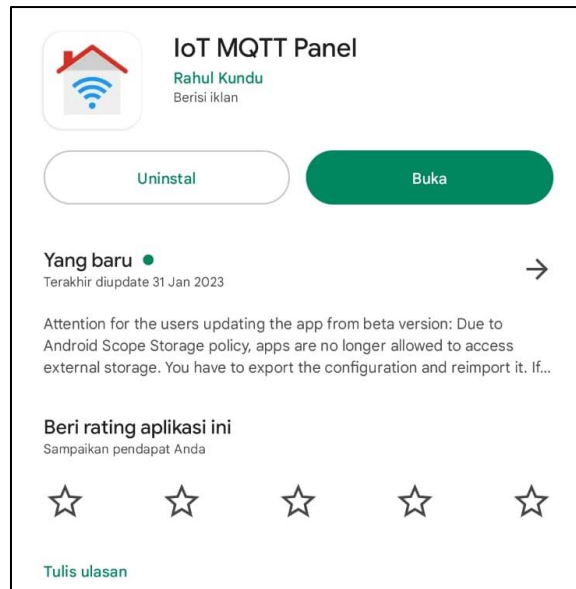 IoT MQTT Panel
Rahul Kundu
Berisi iklan
Uninstal
Buka
Yang baru
Terakhir diupdate 31 Jan 2023
Attention for the users updating the app from beta version: Due to
Android Scope Storage policy, apps are no longer allowed to access
external storage. You have to export the configuration and reimport it. If...
Beri rating aplikasi ini
Sampaikan pendapat Anda
Tulis ulasan